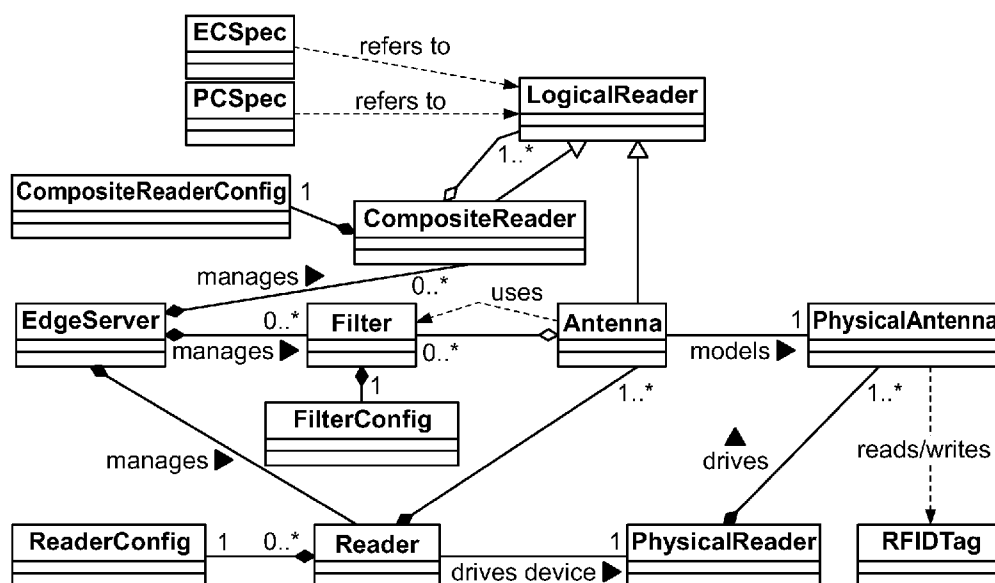 ECSpec
refers to
PCSpec
refers to
LogicalReader
1..*
CompositeReaderConfig
1
CompositeReader
manages
0..*
uses
EdgeServer
0..*
manages
Filter
0..*
Antenna
1
models
PhysicalAntenna
1
FilterConfig
1..*
1..*
manages
drives
reads/writes
ReaderConfig
1
0..*
Reader
1
drives device
PhysicalReader
RFIDTag